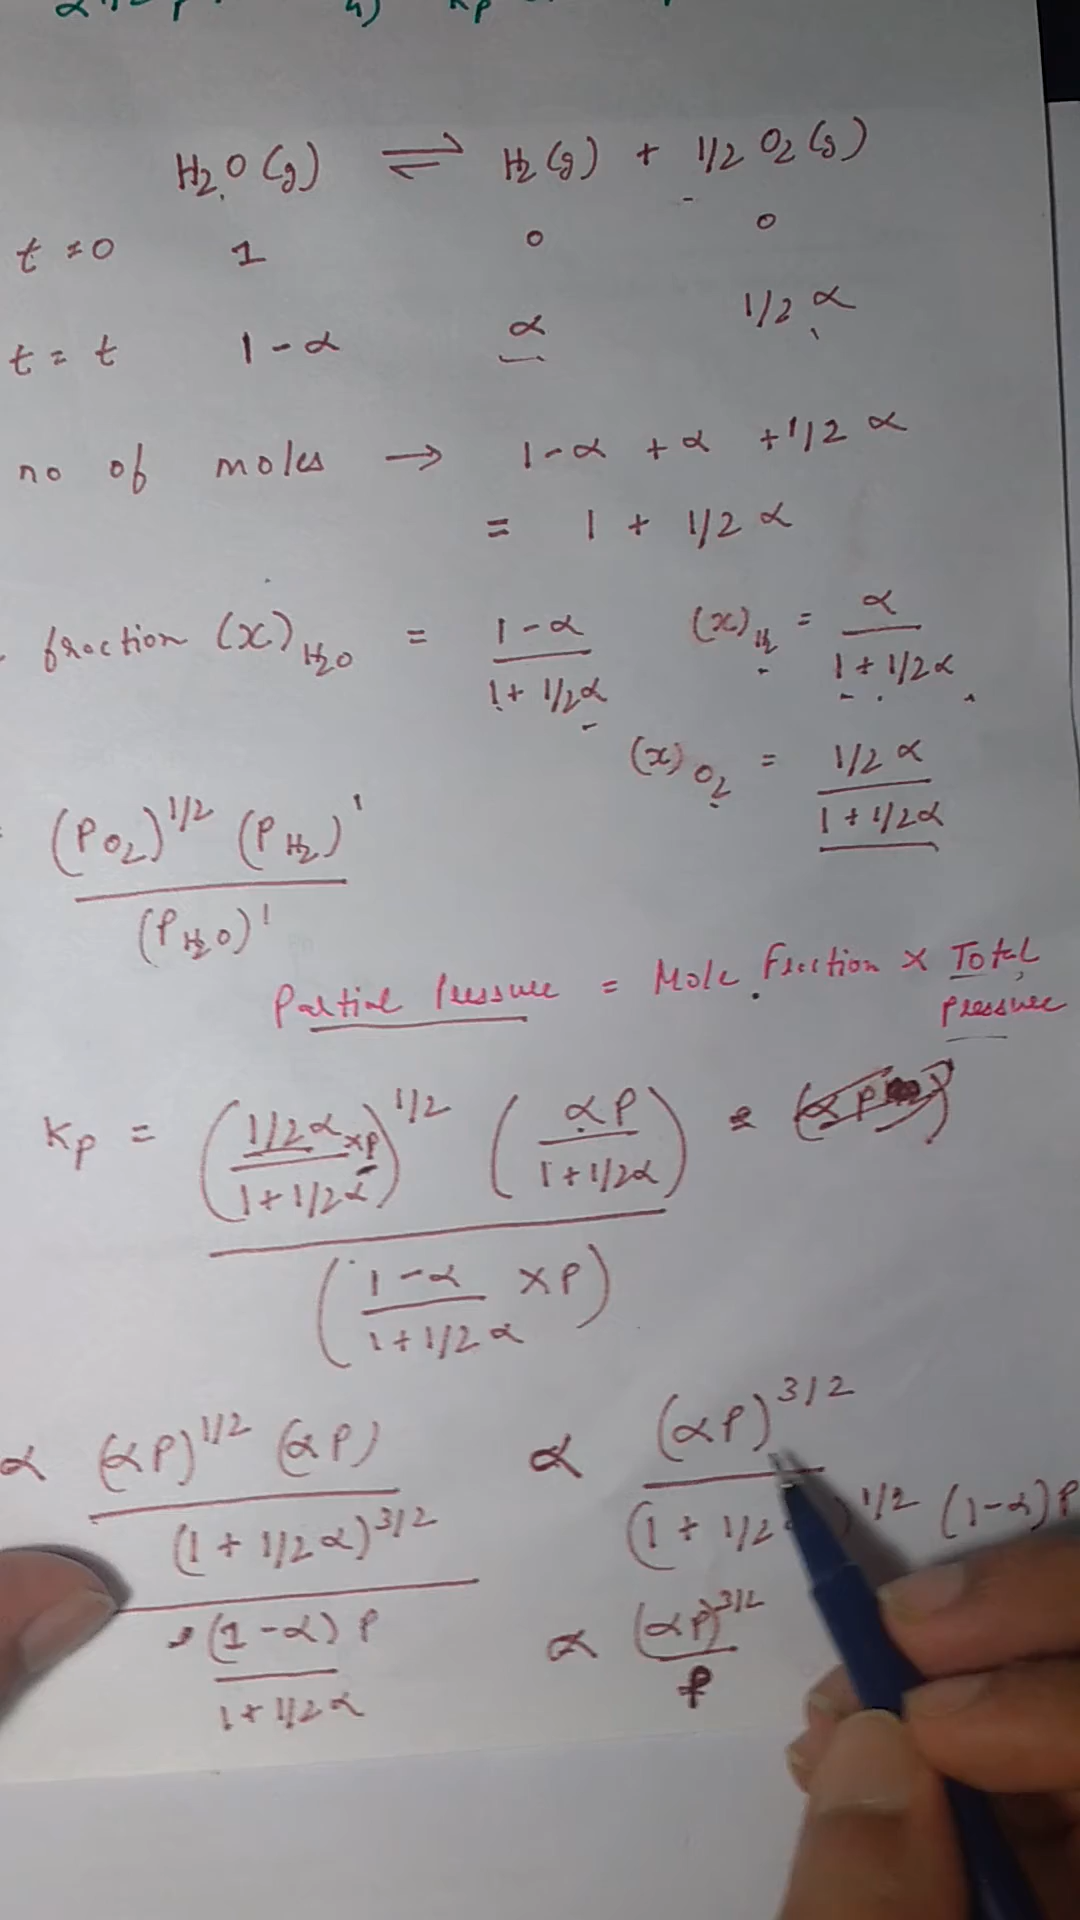 H₂O (g) ⇌ H₂(g) + 1/2 O₂ (g)
t = 0 1 0 0
t = t 1-α α 1/2 α
no of moles → 1-α + α + 1/2 α
= 1 + 1/2 α
fraction (x) H₂O = (1-α)/(1+ 1/2α) (x) H₂ = α/(1 + 1/2α)
(x) O₂ = (1/2 α)/(1 + 1/2α)
(PO₂)^1/2 (PH₂)^1 / (PH₂O)^1
Partial Pressure = Mole Fraction × Total
Pressure
Kp = ((1/2α ×P)/(1+1/2α))^1/2 (αP/(1+1/2α)) / ((1-α)/(1+1/2α) ×P)
α ((αP)^1/2 (αP)/(1+1/2α)^3/2) / ((1-α) P/(1+1/2α)) α (αP)^3/2 / (1 + 1/2 )^1/2 (1-α)P
α (αP)^3/2 / P